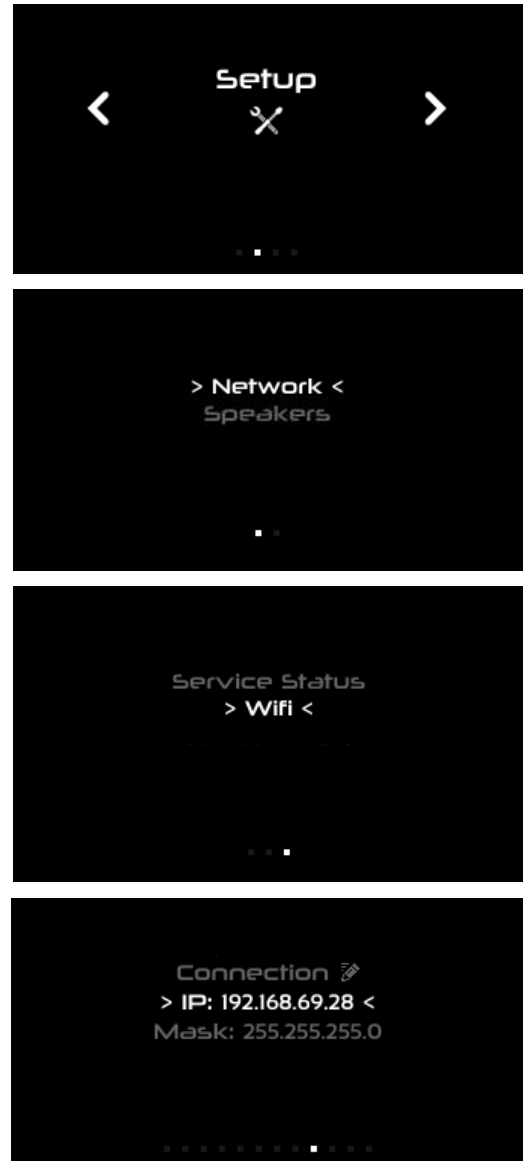 Setup
> Network <
Speakers
Service Status
> Wifi <
Connection
> IP: 192.168.69.28 <
Mask: 255.255.255.0